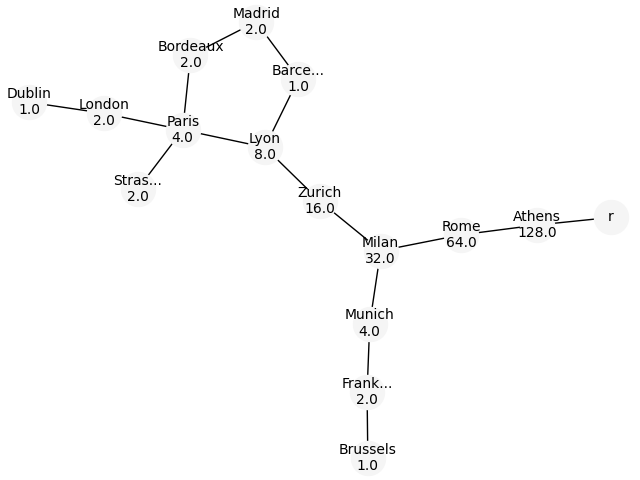 Madrid
2.0
Bordeaux
2.0
Barce...
1.0
Dublin
1.0
London
2.0
Paris
4.0
Lyon
8.0
Stras...
2.0
Zurich
16.0
Milan
32.0
Rome
64.0
Athens
128.0
r
Munich
4.0
Frank...
2.0
Brussels
1.0